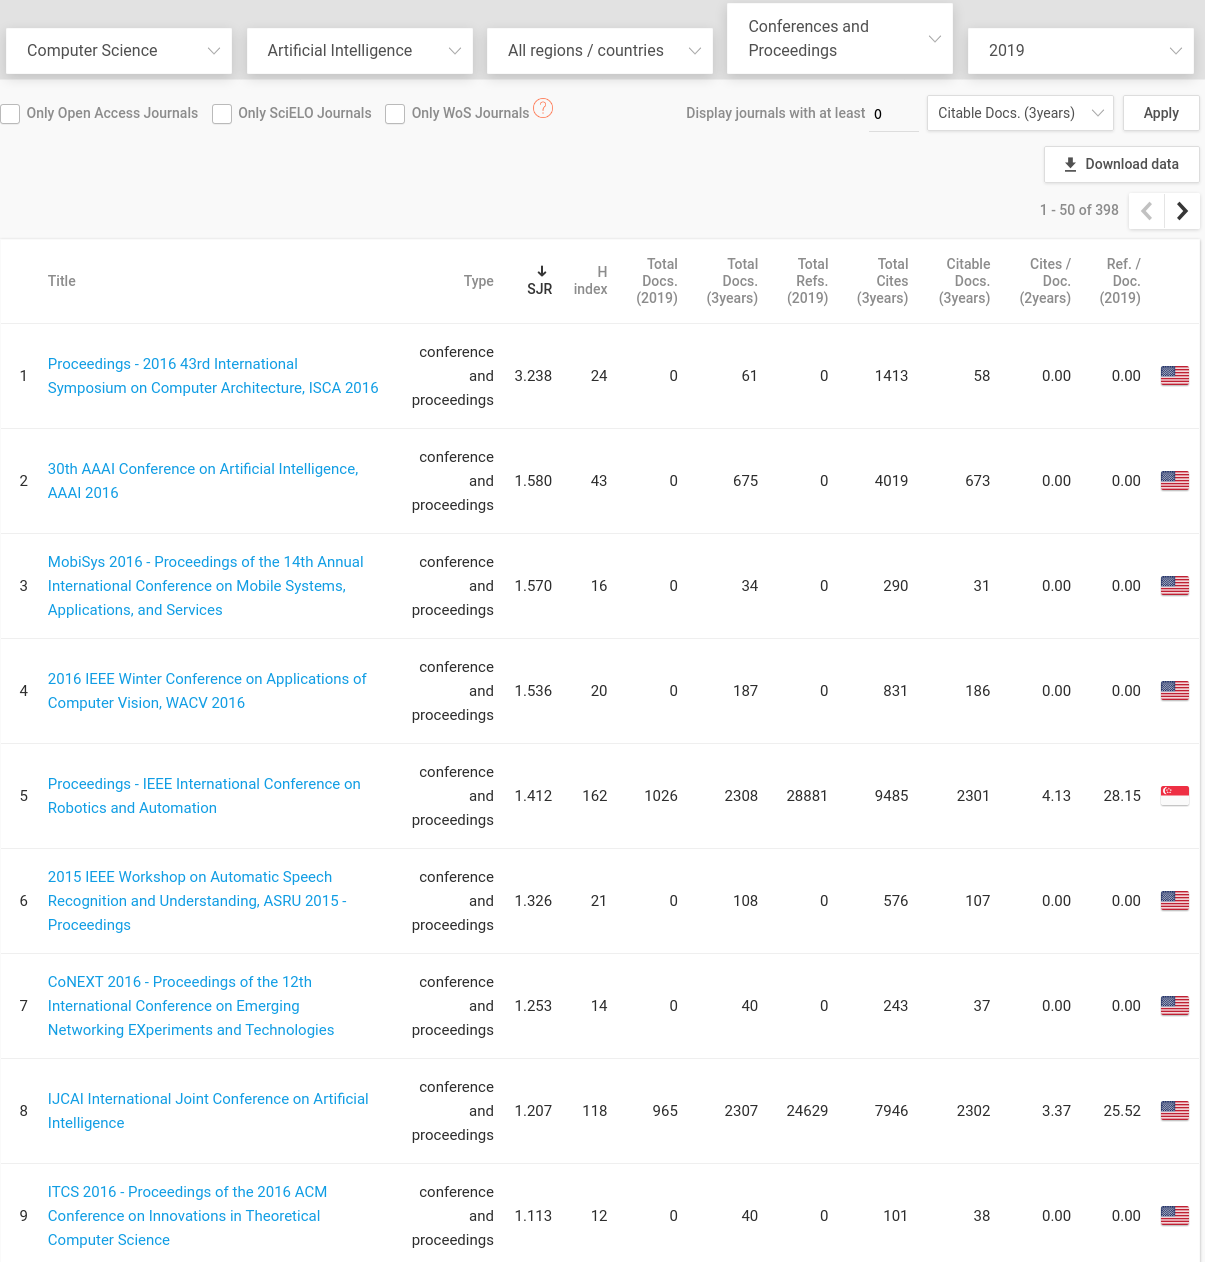 Computer Science
Artificial Intelligence
All regions / countries
Conferences and
Proceedings
2019
Only Open Access Journals
Only SciELO Journals
Only WoS Journals
?
Display journals with at least
0
Citable Docs. (3years)
Apply
Download data
1 - 50 of 398
Title
Type
SJR
H
index
Total
Docs.
(2019)
Total
Docs.
(3years)
Total
Refs.
(2019)
Total
Cites
(3years)
Citable
Docs.
(3years)
Cites /
Doc.
(2years)
Ref. /
Doc.
(2019)
1
Proceedings - 2016 43rd International
Symposium on Computer Architecture, ISCA 2016
conference
and
proceedings
3.238 24 0 61 0 1413 58 0.00 0.00
2
30th AAAI Conference on Artificial Intelligence,
AAAI 2016
conference
and
proceedings
1.580 43 0 675 0 4019 673 0.00 0.00
3
MobiSys 2016 - Proceedings of the 14th Annual
International Conference on Mobile Systems,
Applications, and Services
conference
and
proceedings
1.570 16 0 34 0 290 31 0.00 0.00
4
2016 IEEE Winter Conference on Applications of
Computer Vision, WACV 2016
conference
and
proceedings
1.536 20 0 187 0 831 186 0.00 0.00
5
Proceedings - IEEE International Conference on
Robotics and Automation
conference
and
proceedings
1.412 162 1026 2308 28881 9485 2301 4.13 28.15
6
2015 IEEE Workshop on Automatic Speech
Recognition and Understanding, ASRU 2015 -
Proceedings
conference
and
proceedings
1.326 21 0 108 0 576 107 0.00 0.00
7
CoNEXT 2016 - Proceedings of the 12th
International Conference on Emerging
Networking EXperiments and Technologies
conference
and
proceedings
1.253 14 0 40 0 243 37 0.00 0.00
8
IJCAI International Joint Conference on Artificial
Intelligence
conference
and
proceedings
1.207 118 965 2307 24629 7946 2302 3.37 25.52
9
ITCS 2016 - Proceedings of the 2016 ACM
Conference on Innovations in Theoretical
Computer Science
conference
and
proceedings
1.113 12 0 40 0 101 38 0.00 0.00